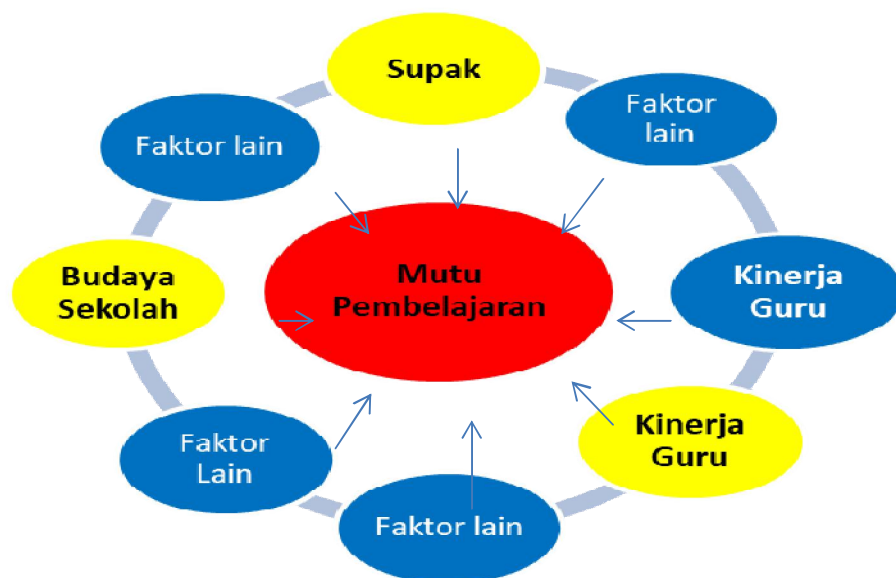 Supak
Faktor
lain
Faktor lain
Budaya
Sekolah
Mutu
Pembelajaran
Kinerja
Guru
Kinerja
Guru
Faktor
Lain
Faktor lain